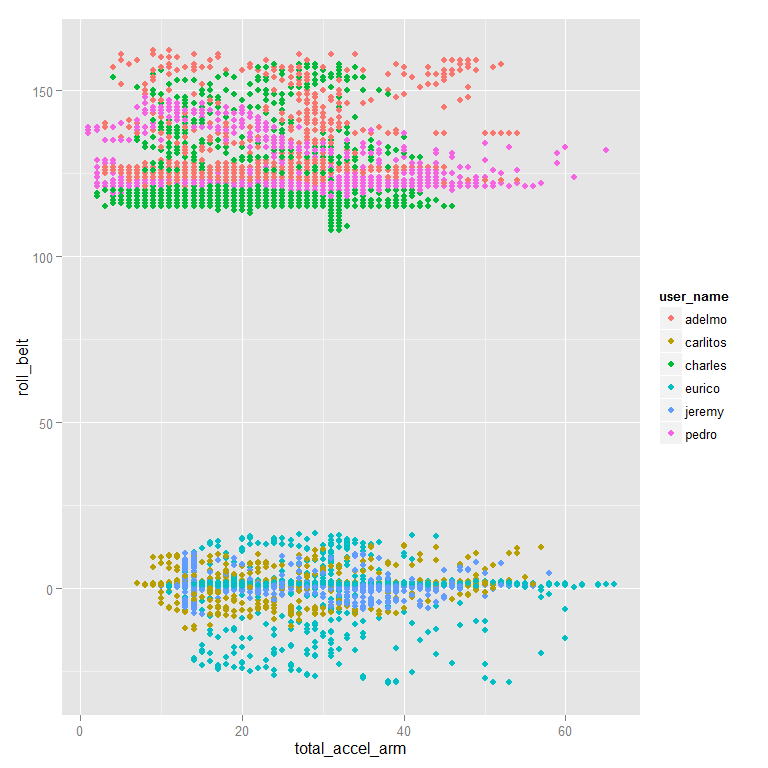 roll_belt
150
100
50
0
0
20
40
60
total_accel_arm
user_name
adelmo
carlitos
charles
eurico
jeremy
pedro